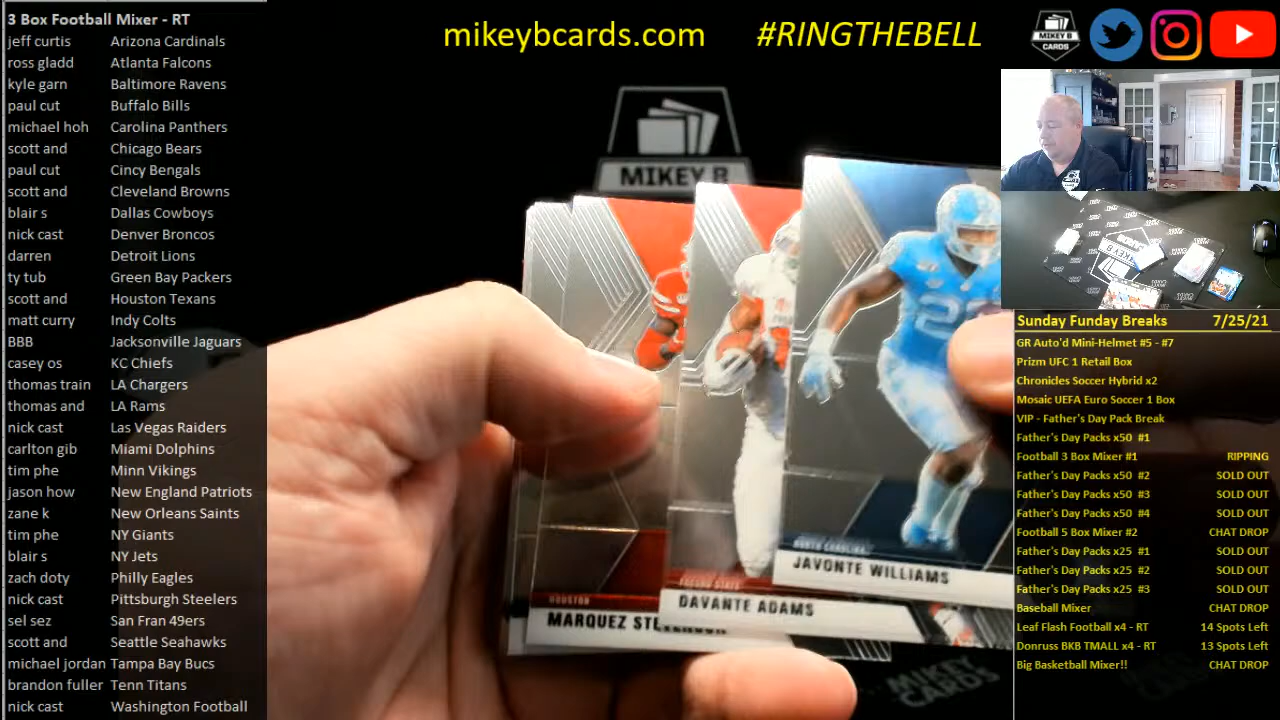 3 Box Football Mixer - RT
jeff curtis Arizona Cardinals
ross gladd Atlanta Falcons
kyle garn Baltimore Ravens
paul cut Buffalo Bills
michael hoh Carolina Panthers
scott and Chicago Bears
paul cut Cincy Bengals
scott and Cleveland Browns
blair s Dallas Cowboys
nick cast Denver Broncos
darren Detroit Lions
ty tub Green Bay Packers
scott and Houston Texans
matt curry Indy Colts
BBB Jacksonville Jaguars
casey os KC Chiefs
thomas train LA Chargers
thomas and LA Rams
nick cast Las Vegas Raiders
carlton gib Miami Dolphins
tim phe Minn Vikings
jason how New England Patriots
zane k New Orleans Saints
tim phe NY Giants
blair s NY Jets
zach doty Philly Eagles
nick cast Pittsburgh Steelers
sel sez San Fran 49ers
scott and Seattle Seahawks
michael jordan Tampa Bay Bucs
brandon fuller Tenn Titans
nick cast Washington Football
mikeybcards.com #RINGTHEBELL
MIKEY B
CARDS
MIKEY B
NORTH CAROLINA
JAVONTE WILLIAMS
FRESNO STATE
DAVANTE ADAMS
HOUSTON
MARQUEZ
MIKEY
CARDS
MIKEY B
Sunday Funday Breaks 7/25/21
GR Auto'd Mini-Helmet #5 - #7
Prizm UFC 1 Retail Box
Chronicles Soccer Hybrid x2
Mosaic UEFA Euro Soccer 1 Box
VIP - Father's Day Pack Break
Father's Day Packs x50 #1
Football 3 Box Mixer #1 RIPPING
Father's Day Packs x50 #2 SOLD OUT
Father's Day Packs x50 #3 SOLD OUT
Father's Day Packs x50 #4 SOLD OUT
Football 5 Box Mixer #2 CHAT DROP
Father's Day Packs x25 #1 SOLD OUT
Father's Day Packs x25 #2 SOLD OUT
Father's Day Packs x25 #3 SOLD OUT
Baseball Mixer CHAT DROP
Leaf Flash Football x4 - RT 14 Spots Left
Donruss BKB TMALL x4 - RT 13 Spots Left
Big Basketball Mixer!! CHAT DROP